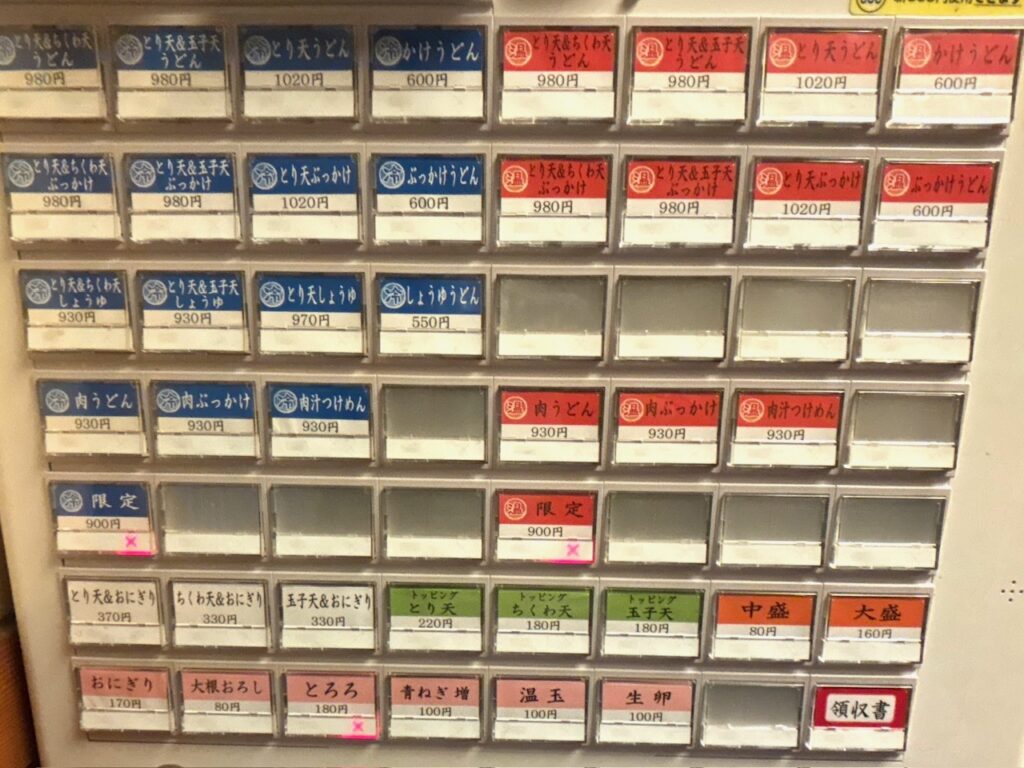 冷 とり天&ちくわ天
うどん
980円
冷 とり天&玉子天
うどん
980円
冷 とり天うどん
1020円
冷 かけうどん
600円
温 とり天&ちくわ天
うどん
980円
温 とり天&玉子天
うどん
980円
温 とり天うどん
1020円
温 かけうどん
600円
冷 とり天&ちくわ天
ぶっかけ
980円
冷 とり天&玉子天
ぶっかけ
980円
冷 とり天ぶっかけ
1020円
冷 ぶっかけうどん
600円
温 とり天&ちくわ天
ぶっかけ
980円
温 とり天&玉子天
ぶっかけ
980円
温 とり天ぶっかけ
1020円
温 ぶっかけうどん
600円
冷 とり天&ちくわ天
しょうゆ
930円
冷 とり天&玉子天
しょうゆ
930円
冷 とり天しょうゆ
970円
冷 しょうゆうどん
550円
冷 肉うどん
930円
冷 肉ぶっかけ
930円
冷 肉汁つけめん
930円
温 肉うどん
930円
温 肉ぶっかけ
930円
温 肉汁つけめん
930円
冷 限定
900円
温 限定
900円
とり天&おにぎり
370円
ちくわ天&おにぎり
330円
玉子天&おにぎり
330円
トッピング
とり天
220円
トッピング
ちくわ天
180円
トッピング
玉子天
180円
中盛
80円
大盛
160円
おにぎり
170円
大根おろし
80円
とろろ
180円
青ねぎ増
100円
温玉
100円
生卵
100円
領収書